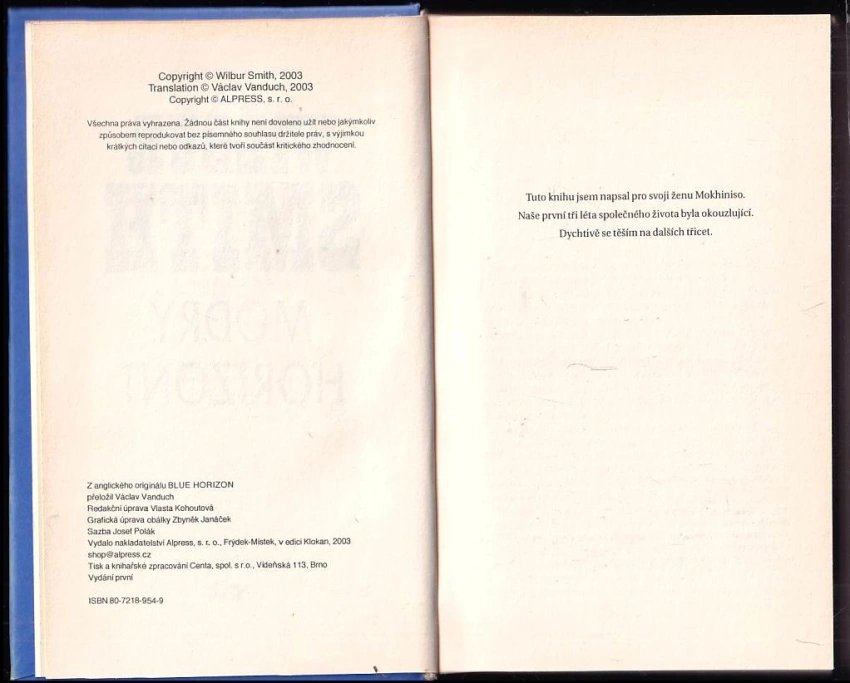 Copyright © Wilbur Smith, 2003
Translation © Václav Vanduch, 2003
Copyright © ALPRESS, s. r. o.
Všechna práva vyhrazena. Žádnou část knihy není dovoleno užít nebo jakýmkoliv
způsobem reprodukovat bez písemného souhlasu držitele práv, s výjimkou
krátkých citací nebo odkazů, které tvoří součást kritického zhodnocení.
SMITH
MODRÝ
HORIZONT
Z anglického originálu BLUE HORIZON
přeložil Václav Vanduch
Redakční úprava Vlasta Kohoutová
Grafická úprava obálky Zbyněk Janáček
Sazba Josef Polák
Vydalo nakladatelství Alpress, s. r. o., Frýdek-Místek, v edici Klokan, 2003
shop@alpress.cz
Tisk a knihařské zpracování Centa, spol. s r.o., Vídeňská 113, Brno
Vydání první
ISBN 80-7218-954-9
Tuto knihu jsem napsal pro svoji ženu Mokhiniso.
Naše první tři léta společného života byla okouzlující.
Dychtivě se těším na dalších třicet.